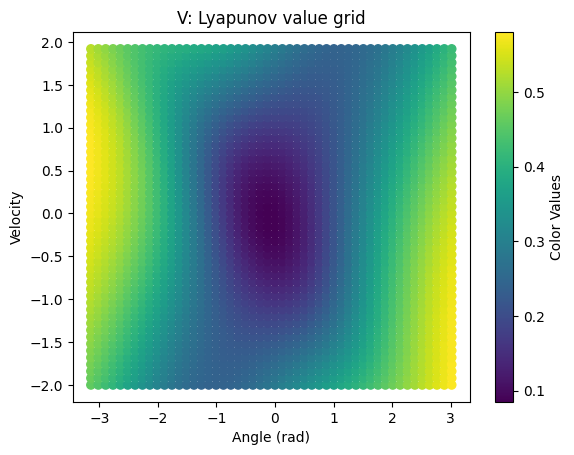 V: Lyapunov value grid
2.0
1.5
1.0
0.5
0.0
−0.5
−1.0
−1.5
−2.0
Velocity
−3 −2 −1 0 1 2 3
Angle (rad)
0.5
0.4
0.3
0.2
0.1
Color Values